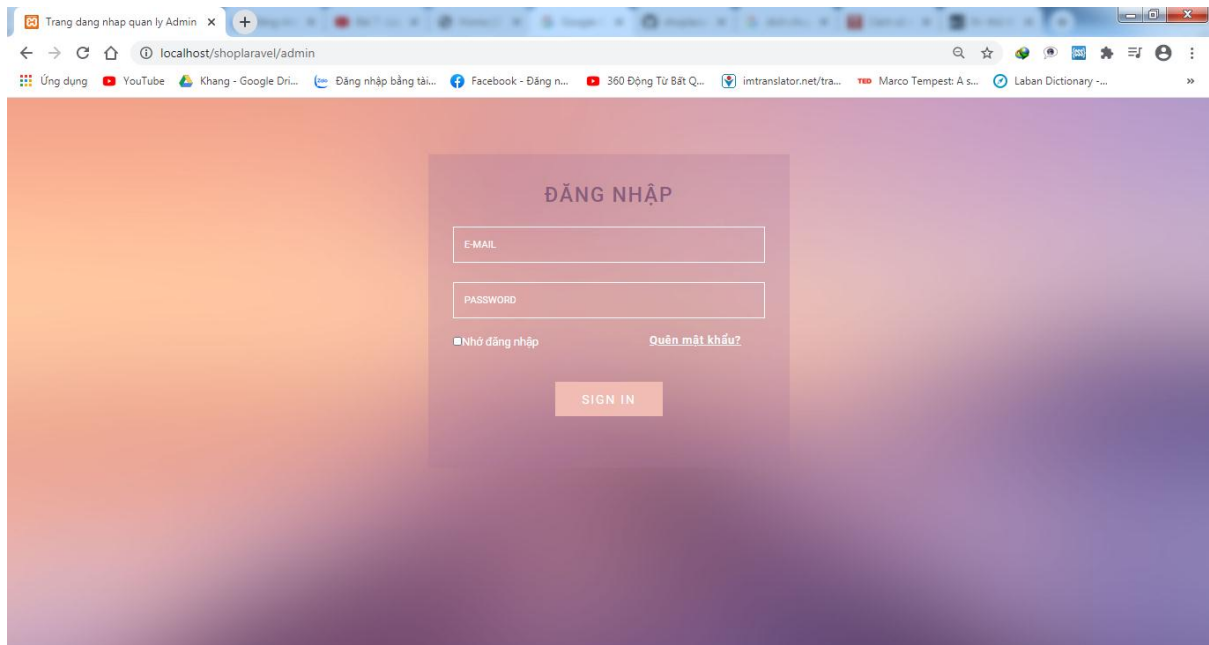 Trang dang nhap quan ly Admin
localhost/shoplaravel/admin
Ứng dụng YouTube Khang - Google Dri... Đăng nhập bằng tài... Facebook - Đăng n... 360 Động Từ Bất Q... imtranslator.net/tra... TED Marco Tempest: A s... Laban Dictionary -... »
ĐĂNG NHẬP
E-MAIL
PASSWORD
Nhớ đăng nhập Quên mật khẩu?
SIGN IN